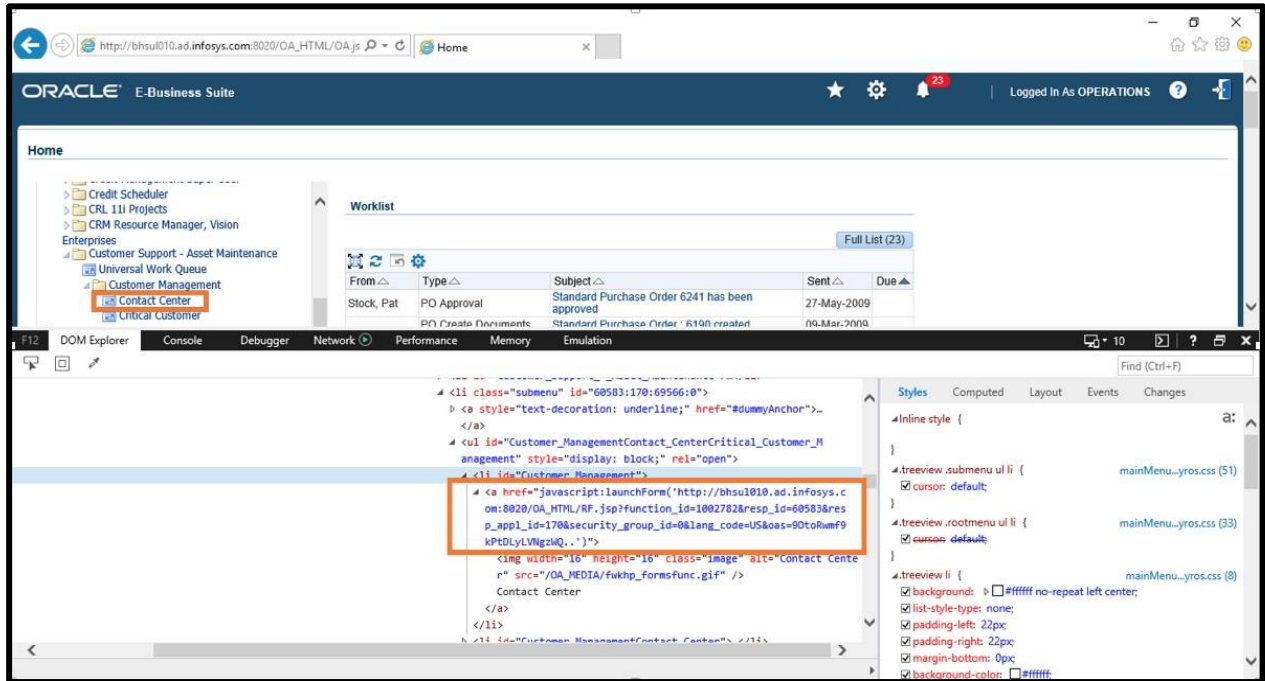 http://bhsul010.ad.infosys.com:8020/OA_HTML/OA.js
Home
ORACLE E-Business Suite
23
Logged In As OPERATIONS
Home
Credit Scheduler
CRL 11i Projects
CRM Resource Manager, Vision
Enterprises
Customer Support - Asset Maintenance
Universal Work Queue
Customer Management
Contact Center
Critical Customer
Worklist
Full List (23)
From Type Subject Sent Due
Stock, Pat PO Approval Standard Purchase Order 6241 has been approved 27-May-2009
PO Create Documents Standard Purchase Order : 6190 created 09-Mar-2009
F12 DOM Explorer Console Debugger Network Performance Memory Emulation 10 ?
Find (Ctrl+F)
<li class="submenu" id="60583:170:69566:0">
<a style="text-decoration: underline;" href="#dummyAnchor">…
</a>
<ul id="Customer_ManagementContact_CenterCritical_Customer_M
anagement" style="display: block;" rel="open">
<li id="Customer_Management">
<a href="javascript:launchForm('http://bhsul010.ad.infosys.c
om:8020/OA_HTML/RF.jsp?function_id=1002782&resp_id=60583&res
p_appl_id=170&security_group_id=0&lang_code=US&oas=9DtoRwmf9
kPtDLyLVNgzWQ..')">
<img width="16" height="16" class="image" alt="Contact Cente
r" src="/OA_MEDIA/fwkhp_formsfunc.gif" />
Contact Center
</a>
</li>
<li id="Customer_ManagementContact_Center"> </li>
Styles Computed Layout Events Changes
Inline style {
a:
}
.treeview .submenu ul li { mainMenu...yros.css (51)
cursor: default;
}
.treeview .rootmenu ul li { mainMenu...yros.css (33)
cursor: default;
}
.treeview li { mainMenu...yros.css (8)
background: #ffffff no-repeat left center;
list-style-type: none;
padding-left: 22px;
padding-right: 22px;
margin-bottom: 0px;
background-color: #ffffff;